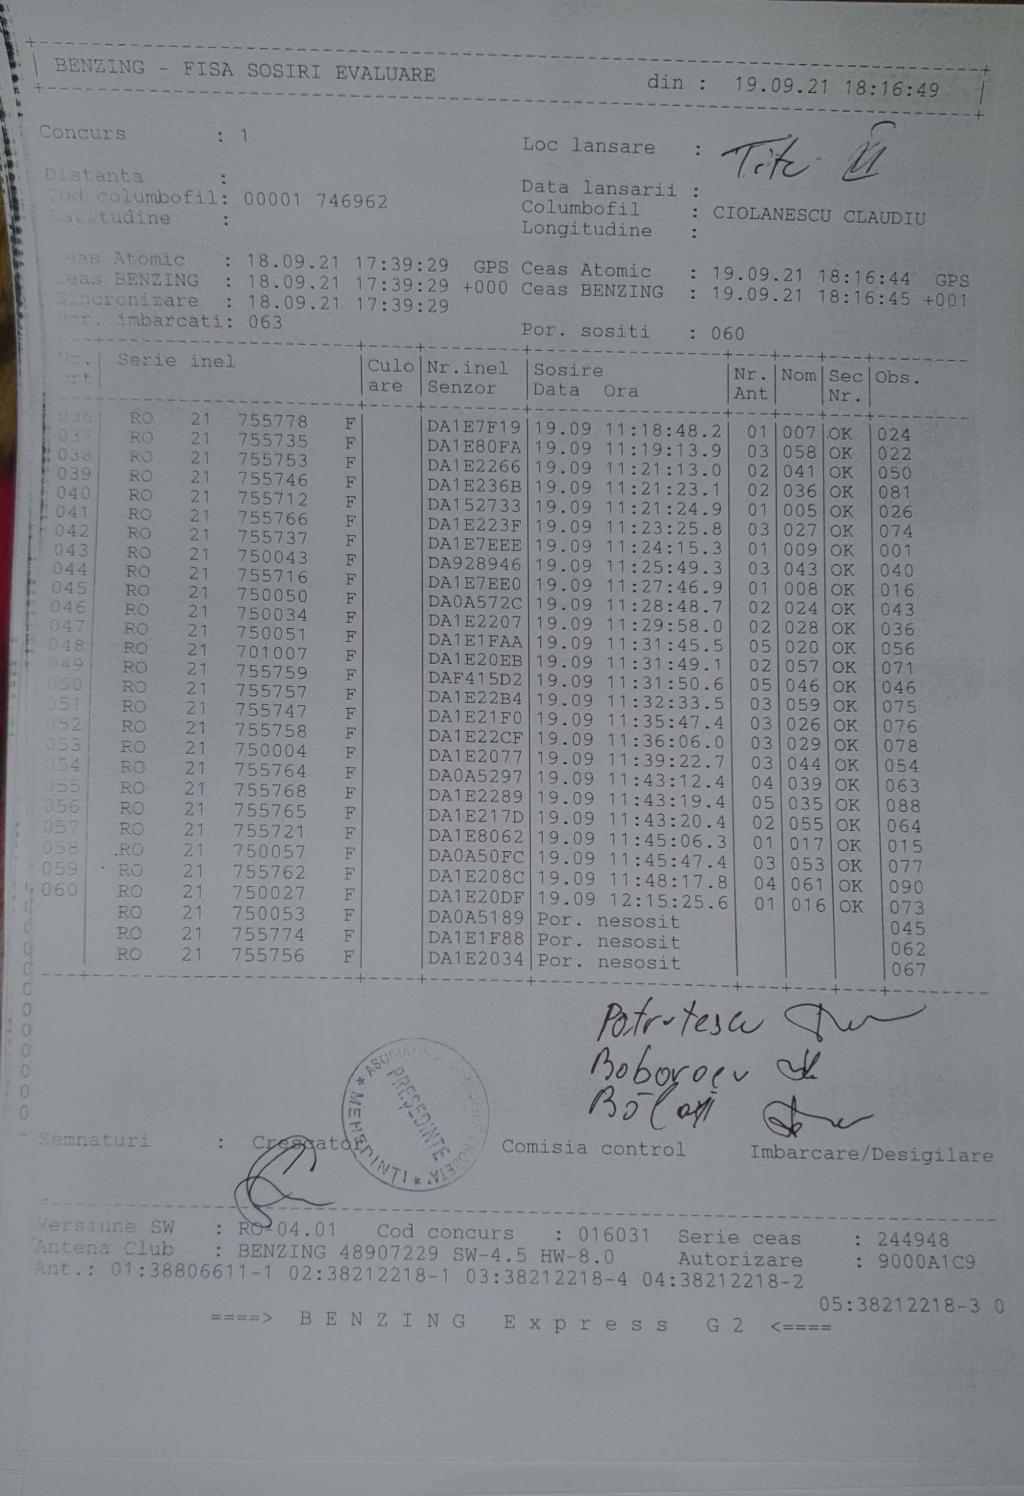 BENZING - FISA SOSIRI EVALUARE din : 19.09.21 18:16:49
Concurs : 1 Loc lansare :
Distanta : Data lansarii :
Cod columbofil: 00001 746962 Columbofil : CIOLANESCU CLAUDIU
Latitudine : Longitudine :
Ceas Atomic : 18.09.21 17:39:29 GPS Ceas Atomic : 19.09.21 18:16:44 GPS
Ceas BENZING : 18.09.21 17:39:29 +000 Ceas BENZING : 19.09.21 18:16:45 +001
Sincronizare : 18.09.21 17:39:29
Por. imbarcati: 063 Por. sositi : 060
Nr. Serie inel Culo Nr.inel Sosire Nr. Nom Sec Obs.
crt are Senzor Data Ora Ant Nr.
036 RO 21 755778 F DA1E7F19 19.09 11:18:48.2 01 007 OK 024
037 RO 21 755735 F DA1E80FA 19.09 11:19:13.9 03 058 OK 022
038 RO 21 755753 F DA1E2266 19.09 11:21:13.0 02 041 OK 050
039 RO 21 755746 F DA1E236B 19.09 11:21:23.1 02 036 OK 081
040 RO 21 755712 F DA152733 19.09 11:21:24.9 01 005 OK 026
041 RO 21 755766 F DA1E223F 19.09 11:23:25.8 03 027 OK 074
042 RO 21 755737 F DA1E7EEE 19.09 11:24:15.3 01 009 OK 001
043 RO 21 750043 F DA928946 19.09 11:25:49.3 03 043 OK 040
044 RO 21 755716 F DA1E7EE0 19.09 11:27:46.9 01 008 OK 016
045 RO 21 750050 F DA0A572C 19.09 11:28:48.7 02 024 OK 043
046 RO 21 750034 F DA1E2207 19.09 11:29:58.0 02 028 OK 036
047 RO 21 750051 F DA1E1FAA 19.09 11:31:45.5 05 020 OK 056
048 RO 21 701007 F DA1E20EB 19.09 11:31:49.1 02 057 OK 071
049 RO 21 755759 F DAF415D2 19.09 11:31:50.6 05 046 OK 046
050 RO 21 755757 F DA1E22B4 19.09 11:32:33.5 03 059 OK 075
051 RO 21 755747 F DA1E21F0 19.09 11:35:47.4 03 026 OK 076
052 RO 21 755758 F DA1E22CF 19.09 11:36:06.0 03 029 OK 078
053 RO 21 750004 F DA1E2077 19.09 11:39:22.7 03 044 OK 054
054 RO 21 755764 F DA0A5297 19.09 11:43:12.4 04 039 OK 063
055 RO 21 755768 F DA1E2289 19.09 11:43:19.4 05 035 OK 088
056 RO 21 755765 F DA1E217D 19.09 11:43:20.4 02 055 OK 064
057 RO 21 755721 F DA1E8062 19.09 11:45:06.3 01 017 OK 015
058 RO 21 750057 F DA0A50FC 19.09 11:45:47.4 03 053 OK 077
059 RO 21 755762 F DA1E208C 19.09 11:48:17.8 04 061 OK 090
060 RO 21 750027 F DA1E20DF 19.09 12:15:25.6 01 016 OK 073
RO 21 750053 F DA0A5189 Por. nesosit 045
RO 21 755774 F DA1E1F88 Por. nesosit 062
RO 21 755756 F DA1E2034 Por. nesosit 067
PREȘEDINTE
MEHEDINTI
Semnaturi : Crescator Comisia control Imbarcare/Desigilare
Versiune SW : RO-04.01 Cod concurs : 016031 Serie ceas : 244948
Antena Club : BENZING 48907229 SW-4.5 HW-8.0 Autorizare : 9000A1C9
Ant.: 01:38806611-1 02:38212218-1 03:38212218-4 04:38212218-2
05:38212218-3 0
====> BENZING Express G2 <====